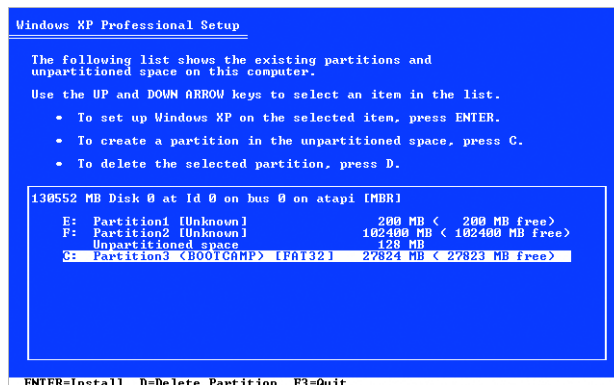 Windows XP Professional Setup
The following list shows the existing partitions and
unpartitioned space on this computer.
Use the UP and DOWN ARROW keys to select an item in the list.
• To set up Windows XP on the selected item, press ENTER.
• To create a partition in the unpartitioned space, press C.
• To delete the selected partition, press D.
130552 MB Disk 0 at Id 0 on bus 0 on atapi [MBR]
E: Partition1 [Unknown] 200 MB ( 200 MB free)
F: Partition2 [Unknown] 102400 MB ( 102400 MB free)
Unpartitioned space 128 MB
C: Partition3 (BOOTCAMP) [FAT32] 27824 MB ( 27823 MB free)
ENTER=Install D=Delete Partition F3=Quit